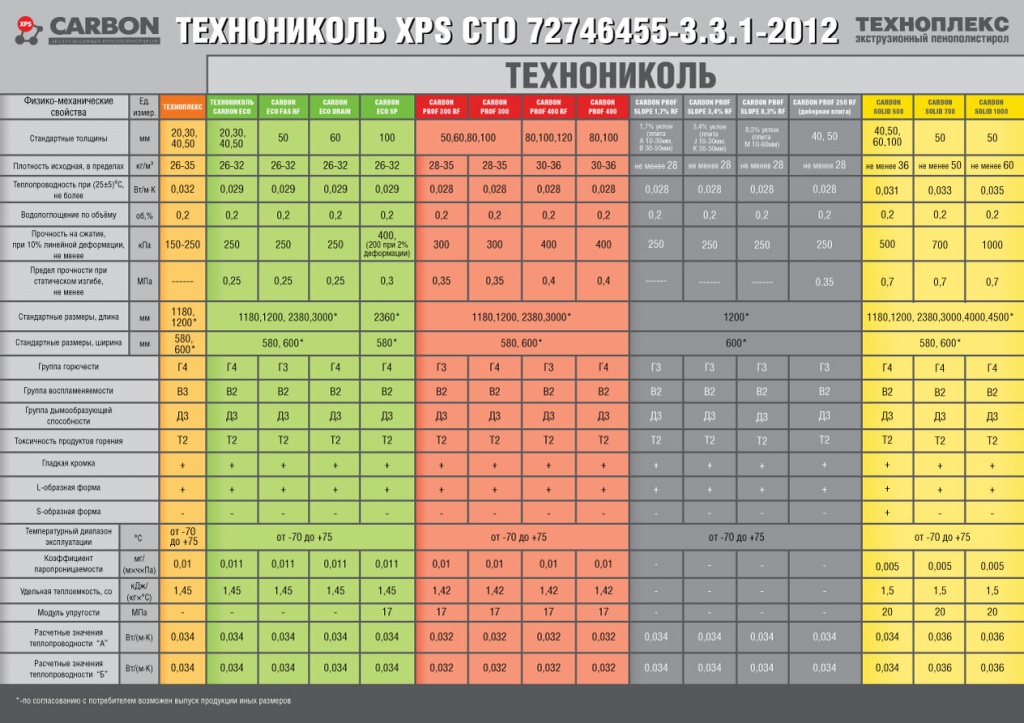 XPS CARBON
ЭКСТРУЗИОННЫЙ ПЕНОПОЛИСТИРОЛ
ТЕХНОНИКОЛЬ XPS СТО 72746455-3.3.1-2012
ТЕХНОПЛЕКС
экструзионный пенополистирол
ТЕХНОНИКОЛЬ
Физико-механические свойства Ед измер. ТЕХНОПЛЕКС ТЕХНОНИКОЛЬ CARBON ECO CARBON ECO FAS RF CARBON ECO DRAIN CARBON ECO SP CARBON PROF 300 RF CARBON PROF 300 CARBON PROF 400 RF CARBON PROF 400 CARBON PROF SLOPE 1,7% RF CARBON PROF SLOPE 3,4% RF CARBON PROF SLOPE 8,3% RF CARBON PROF 250 RF (доборная плита) CARBON SOLID 500 CARBON SOLID 700 CARBON SOLID 1000
Стандартные толщины мм 20,30, 40,50 20,30, 40,50 50 60 100 50,60,80,100 80,100,120 80,100 1,7% уклон (плита A 10-30мм, B 30-50мм) 3,4% уклон (плита J 10-30мм, K 30-50мм) 8,3% уклон (плита M 10-60мм) 40, 50 40,50, 60,100 50 50
Плотность исходная, в пределах кг/м³ 26-35 26-32 26-32 26-32 26-32 28-35 28-35 30-36 30-36 не менее 28 не менее 28 не менее 28 не менее 28 не менее 36 не менее 50 не менее 60
Теплопроводность при (25±5)⁰С, не более Вт/м·К 0,032 0,029 0,029 0,029 0,029 0,028 0,028 0,028 0,028 0,028 0,028 0,028 0,028 0,031 0,033 0,035
Водопоглощение по объёму об,% 0,2 0,2 0,2 0,2 0,2 0,2 0,2 0,2 0,2 0,2 0,2 0,2 0,2 0,2 0,2 0,2
Прочность на сжатие, при 10% линейной деформации, не менее кПа 150-250 250 250 250 400, (200 при 2% деформации) 300 300 400 400 250 250 250 250 500 700 1000
Предел прочности при статическом изгибе, не менее МПа ------ 0,25 0,25 0,25 0,3 0,35 0,35 0,4 0,4 ------ ------ ------ 0.35 0,7 0,7 0,7
Стандартные размеры, длина мм 1180, 1200* 1180,1200, 2380,3000* 2360* 1180,1200, 2380,3000* 1200* 1180,1200, 2380,3000,4000,4500*
Стандартные размеры, ширина мм 580, 600* 580, 600* 580* 580, 600* 600* 580, 600*
Группа горючести Г4 Г4 Г3 Г4 Г4 Г3 Г4 Г3 Г4 Г3 Г3 Г3 Г3 Г4 Г4 Г4
Группа воспламеняемости В3 В2 В2 В2 В2 В2 В2 В2 В2 В2 В2 В2 В2 В2 В2 В2
Группа дымообразующей способности Д3 Д3 Д3 Д3 Д3 Д3 Д3 Д3 Д3 Д3 Д3 Д3 Д3 Д3 Д3 Д3
Токсичность продуктов горения Т2 Т2 Т2 Т2 Т2 Т2 Т2 Т2 Т2 Т2 Т2 Т2 Т2 Т2 Т2 Т2
Гладкая кромка + + + + + + + + + + + + + + + +
L-образная форма + + + + + + + + + + + + + + + +
S-образная форма - - - - - - - - - - - - - + - -
Температурный диапазон эксплуатации °С от -70 до +75 от -70 до +75 от -70 до +75 от -70 до +75 от -70 до +75
Коэффициент паропроницаемости мг/ (м×ч×Па) 0,01 0,011 0,011 0,011 0,011 0,01 0,01 0,01 0,01 - - - - 0,005 0,005 0,005
Удельная теплоемкость, со кДж/ (кг×°С) 1,45 1,45 1,45 1,45 1,45 1,42 1,42 1,42 1,42 - - - - 1,5 1,5 1,5
Модуль упругости МПа - - - - 17 17 17 17 17 - - - - 20 20 20
Расчетные значения теплопроводности "А" Вт/(м·К) 0,034 0,034 0,034 0,034 0,034 0,032 0,032 0,032 0,032 0,034 0,034 0,034 0,034 0,034 0,036 0,036
Расчетные значения теплопроводности "Б" Вт/(м·К) 0,034 0,034 0,034 0,034 0,034 0,032 0,032 0,032 0,032 0,034 0,034 0,034 0,034 0,034 0,036 0,036
*-по согласованию с потребителем возможен выпуск продукции иных размеров